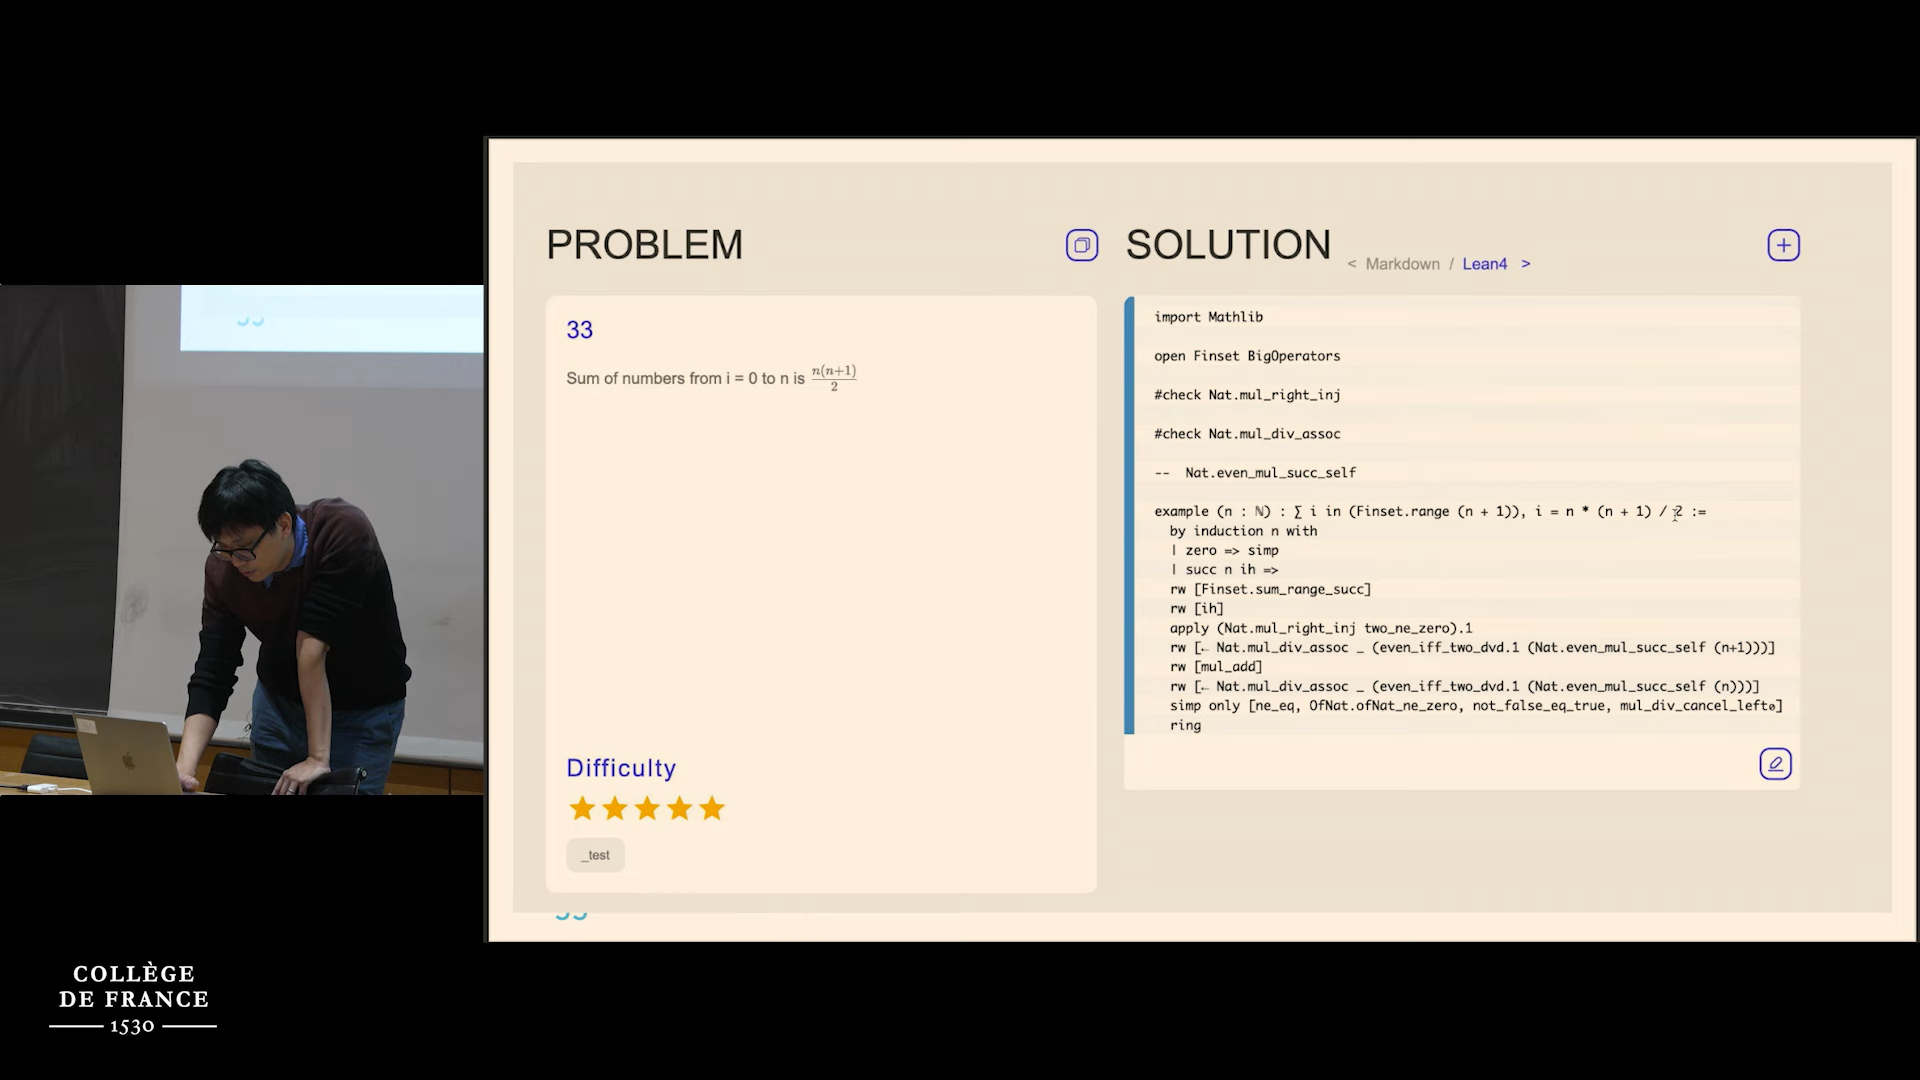 PROBLEM
33
Sum of numbers from i = 0 to n is n(n+1)/2
Difficulty
_test
SOLUTION < Markdown / Lean4 >
import Mathlib
open Finset BigOperators
#check Nat.mul_right_inj
#check Nat.mul_div_assoc
-- Nat.even_mul_succ_self
example (n : ℕ) : ∑ i in (Finset.range (n + 1)), i = n * (n + 1) / 2 :=
by induction n with
| zero => simp
| succ n ih =>
rw [Finset.sum_range_succ]
rw [ih]
apply (Nat.mul_right_inj two_ne_zero).1
rw [← Nat.mul_div_assoc _ (even_iff_two_dvd.1 (Nat.even_mul_succ_self (n+1)))]
rw [mul_add]
rw [← Nat.mul_div_assoc _ (even_iff_two_dvd.1 (Nat.even_mul_succ_self (n)))]
simp only [ne_eq, OfNat.ofNat_ne_zero, not_false_eq_true, mul_div_cancel_left₀]
ring
COLLÈGE
DE FRANCE
1530